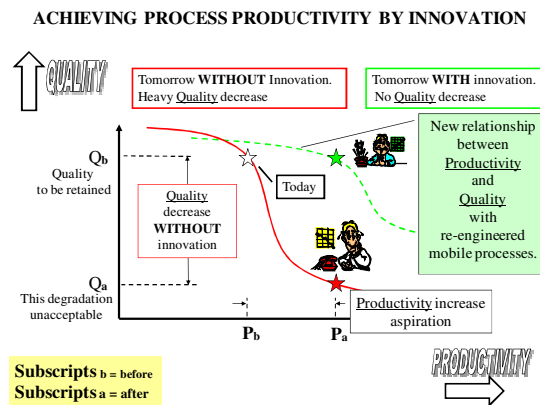 ACHIEVING PROCESS PRODUCTIVITY BY INNOVATION
QUALITY
Tomorrow WITHOUT Innovation.
Heavy Quality decrease
Tomorrow WITH innovation.
No Quality decrease
New relationship
between
Productivity
and
Quality
with
re-engineered
mobile processes.
Qb
Quality
to be retained
Today
Quality
decrease
WITHOUT
innovation
Qa
This degradation
unacceptable
Productivity increase
aspiration
Pb
Pa
PRODUCTIVITY
Subscripts b = before
Subscripts a = after